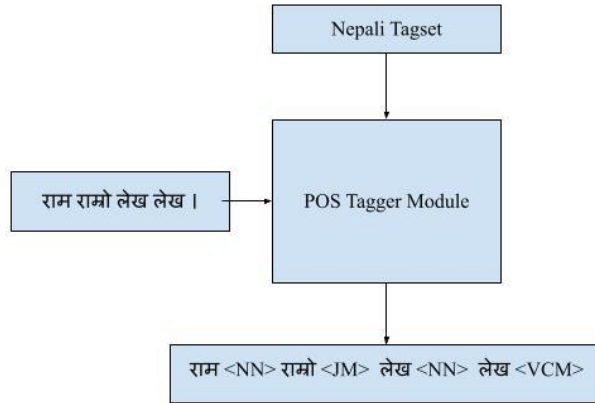 Nepali Tagset
राम राम्रो लेख लेख ।
POS Tagger Module
राम <NN> राम्रो <JM> लेख <NN> लेख <VCM>